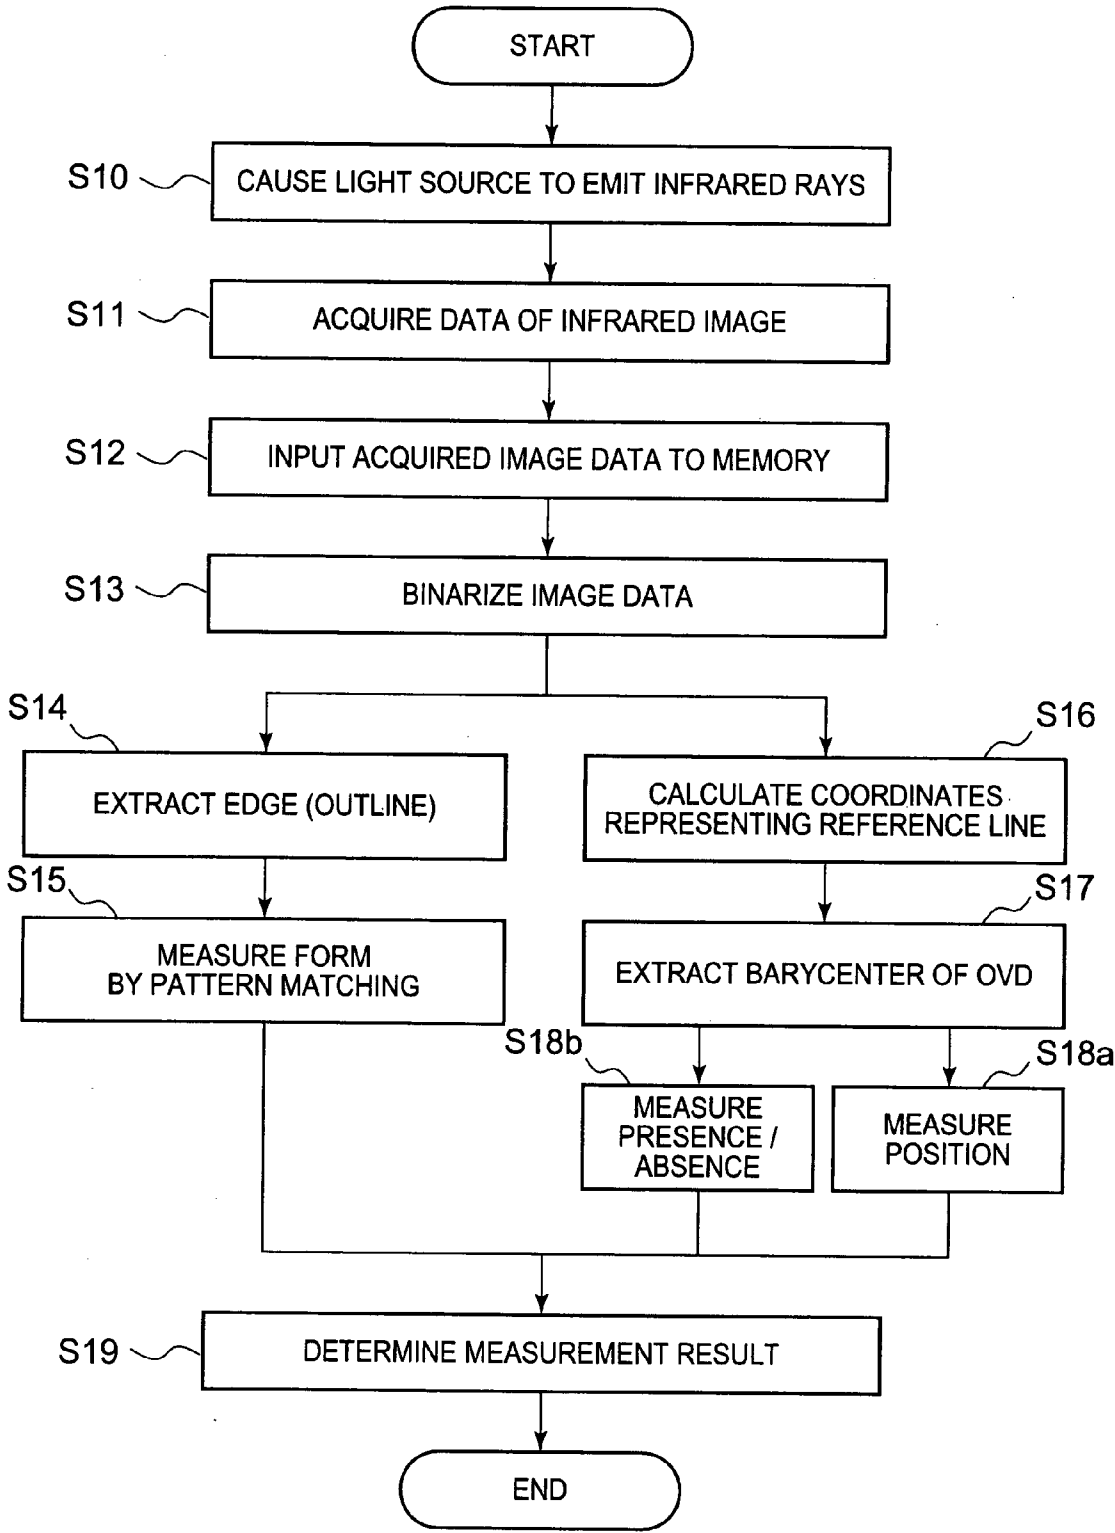 START
S10
CAUSE LIGHT SOURCE TO EMIT INFRARED RAYS
S11
ACQUIRE DATA OF INFRARED IMAGE
S12
INPUT ACQUIRED IMAGE DATA TO MEMORY
S13
BINARIZE IMAGE DATA
S14
EXTRACT EDGE (OUTLINE)
S15
MEASURE FORM
BY PATTERN MATCHING
S16
CALCULATE COORDINATES
REPRESENTING REFERENCE LINE
S17
EXTRACT BARYCENTER OF OVD
S18b
MEASURE
PRESENCE /
ABSENCE
S18a
MEASURE
POSITION
S19
DETERMINE MEASUREMENT RESULT
END